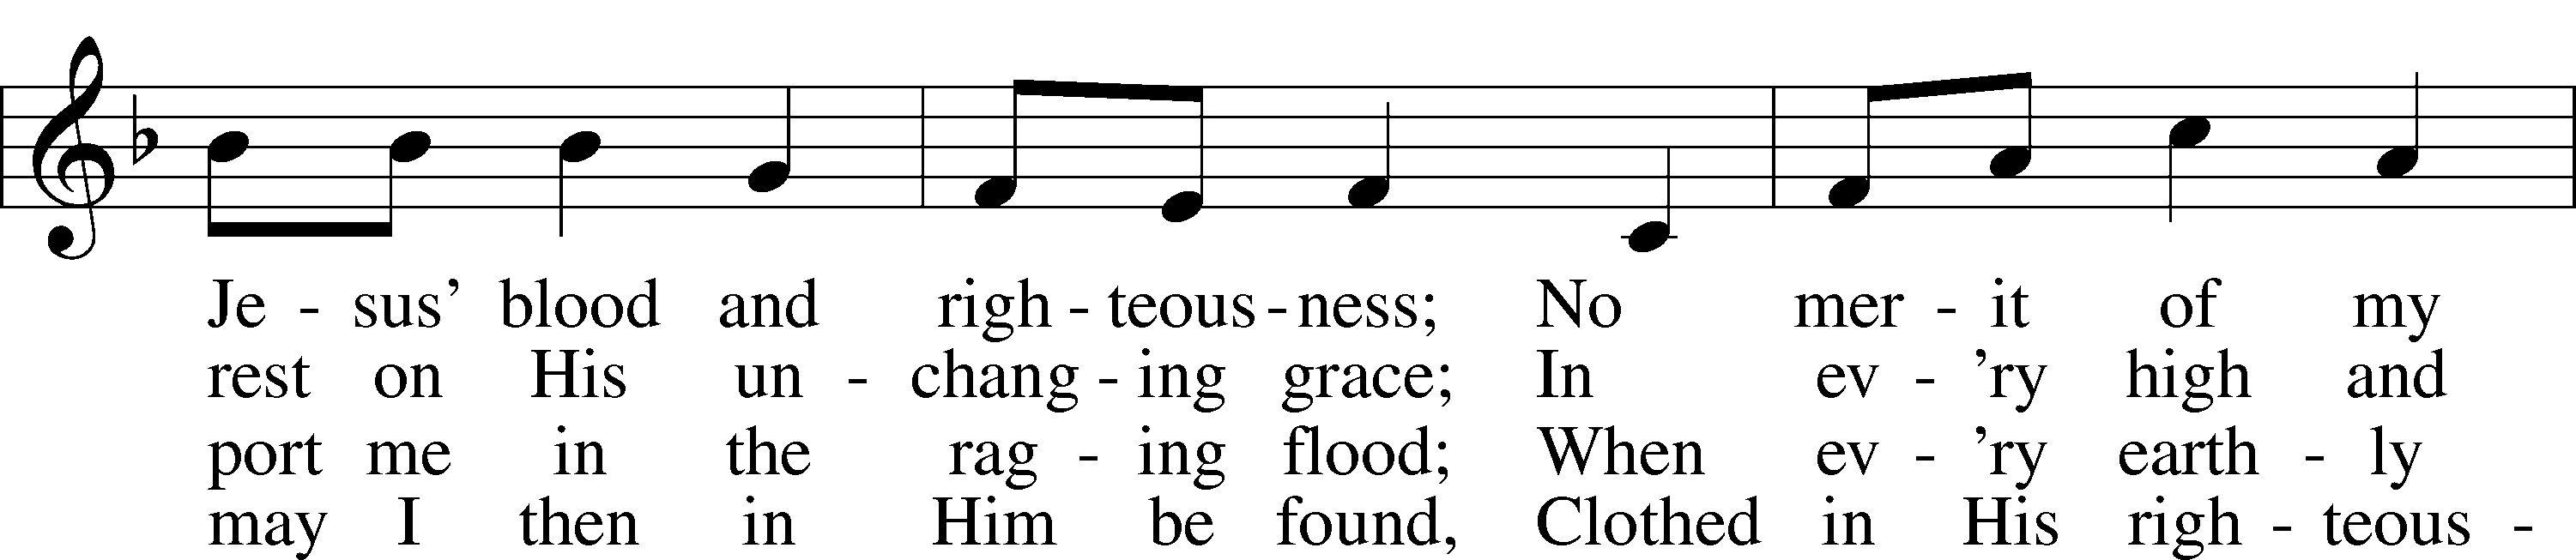 Je - sus’ blood and righ - teous - ness; No mer - it of my
rest on His un - chang - ing grace; In ev - ’ry high and
port me in the rag - ing flood; When ev - ’ry earth - ly
may I then in Him be found, Clothed in His righ - teous -